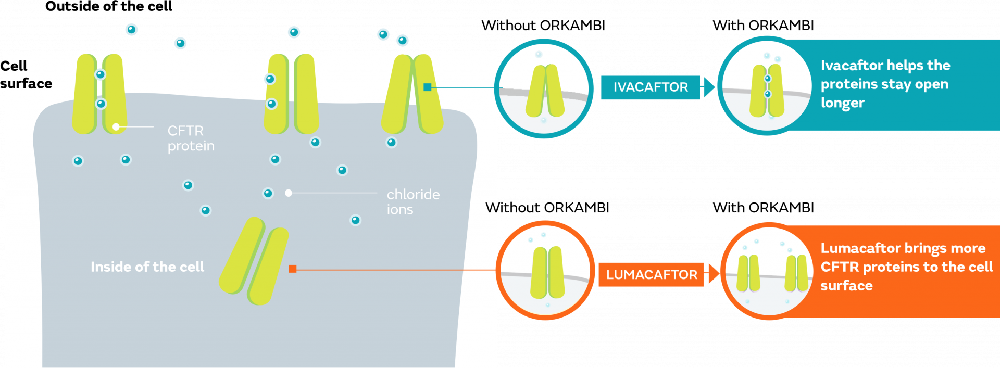 Outside of the cell
Cell
surface
CFTR
protein
chloride
ions
Inside of the cell
Without ORKAMBI
IVACAFTOR
With ORKAMBI
Ivacaftor helps the
proteins stay open
longer
Without ORKAMBI
LUMACAFTOR
With ORKAMBI
Lumacaftor brings more
CFTR proteins to the cell
surface